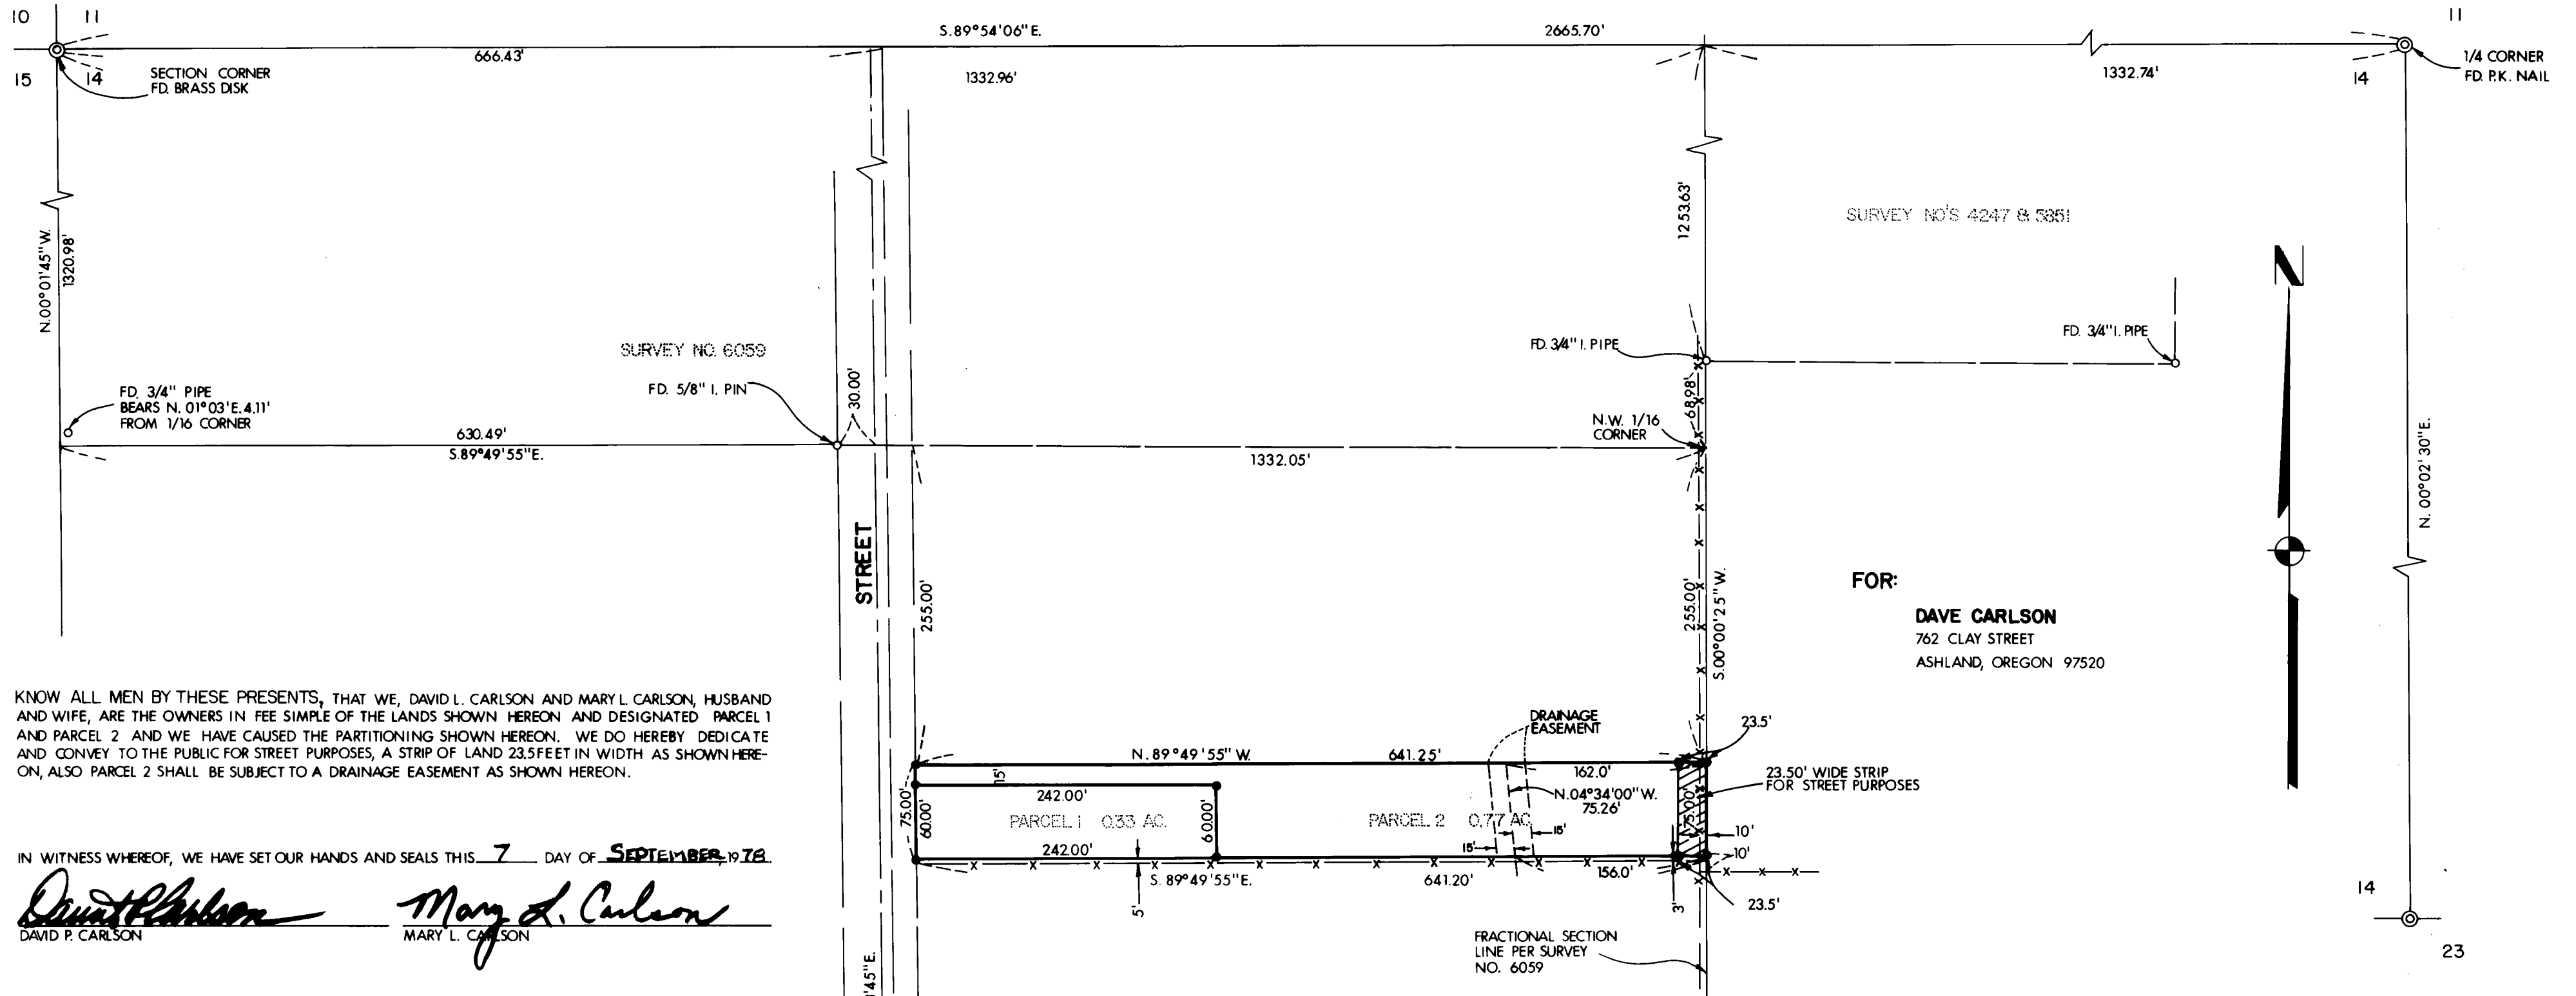 10
11
S.89°54'06"E.
2665.70'
11
666.43'
1332.96'
1332.74'
15
14
SECTION CORNER
FD. BRASS DISK
14
1/4 CORNER
FD. P.K. NAIL
N.00°01'45"W.
1320.98'
1253.63'
SURVEY NO'S 4247 & 5851
N
SURVEY NO. 6059
FD. 3/4" I. PIPE
FD. 3/4" I. PIPE
FD. 3/4" PIPE
BEARS N. 01°03'E. 4.11'
FROM 1/16 CORNER
FD. 5/8" I. PIN
30.00'
68.98'
N.W. 1/16
CORNER
630.49'
S.89°49'55"E.
1332.05'
N. 00°02'30"E.
STREET
255.00'
255.00'
S.00°00'25"W.
FOR:
DAVE CARLSON
762 CLAY STREET
ASHLAND, OREGON 97520
KNOW ALL MEN BY THESE PRESENTS, THAT WE, DAVID L. CARLSON AND MARY L. CARLSON, HUSBAND
AND WIFE, ARE THE OWNERS IN FEE SIMPLE OF THE LANDS SHOWN HEREON AND DESIGNATED PARCEL 1
AND PARCEL 2 AND WE HAVE CAUSED THE PARTITIONING SHOWN HEREON. WE DO HEREBY DEDICATE
AND CONVEY TO THE PUBLIC FOR STREET PURPOSES, A STRIP OF LAND 23.5 FEET IN WIDTH AS SHOWN HERE-
ON, ALSO PARCEL 2 SHALL BE SUBJECT TO A DRAINAGE EASEMENT AS SHOWN HEREON.
DRAINAGE
EASEMENT
23.5'
N. 89°49'55" W.
641.25'
15'
162.0'
23.50' WIDE STRIP
FOR STREET PURPOSES
242.00'
N.04°34'00"W.
75.26'
75.00'
60.00'
PARCEL 1 0.33 AC.
60.00'
PARCEL 2 0.77 AC.
75.00'
15'
10'
242.00'
15'
10'
S. 89°49'55"E.
641.20'
156.0'
5'
3'
23.5'
IN WITNESS WHEREOF, WE HAVE SET OUR HANDS AND SEALS THIS 7 DAY OF SEPTEMBER, 1978.
David P Carlson
Mary L. Carlson
DAVID P. CARLSON
MARY L. CARLSON
14
23
FRACTIONAL SECTION
LINE PER SURVEY
NO. 6059
'45"E.